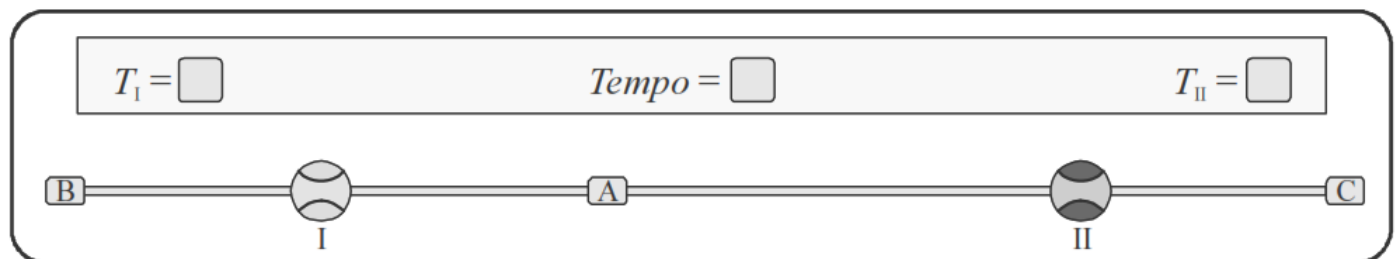 T_I = Tempo = T_II =
B A C
I II